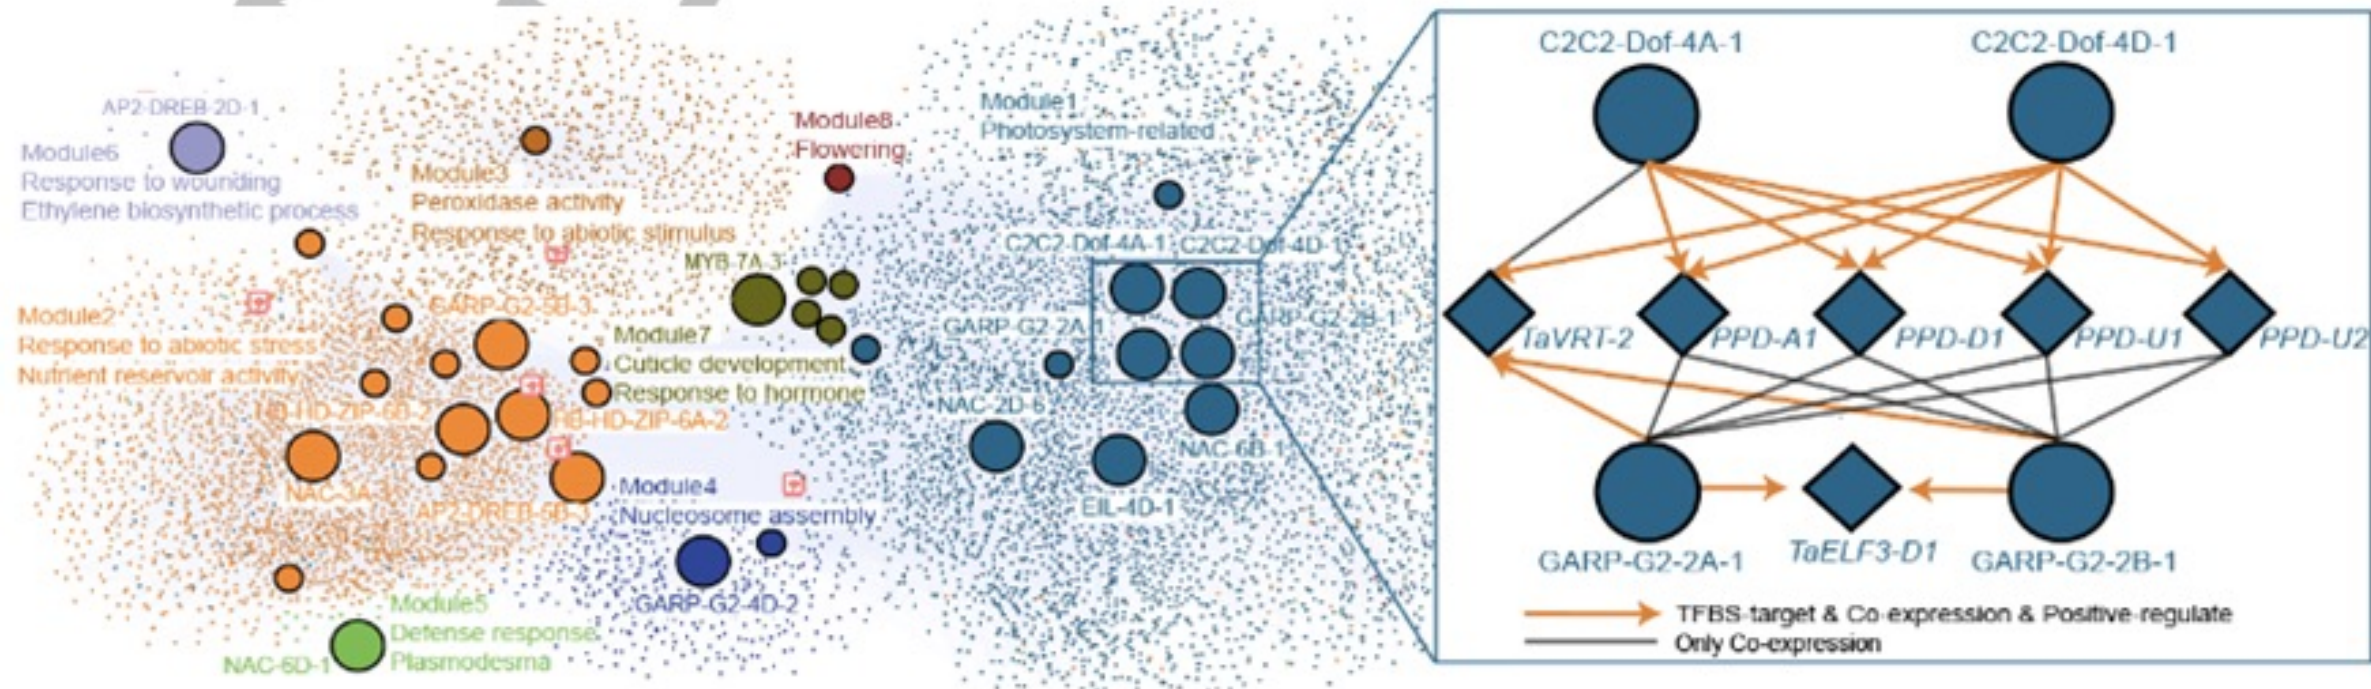 AP2-DREB-2D-1
Module6
Response to wounding
Ethylene biosynthetic process
Module3
Peroxidase activity
Response to abiotic stimulus
Module8
Flowering
Module1
Photosystem-related
MYB-7A-3
C2C2-Dof-4A-1
C2C2-Dof-4D-1
GARP-G2-5B-3
Module2
Response to abiotic stress
Nutrient reservoir activity
Module7
Cuticle development
Response to hormone
GARP-G2-2A-1
GARP-G2-2B-1
HB-HD-ZIP-6B-2
HB-HD-ZIP-6A-2
NAC-2D-6
NAC-6B-1
NAC-3A-1
AP2-DREB-5B-1
Module4
Nucleosome assembly
EIL-4D-1
GARP-G2-4D-2
Module5
Defense response
Plasmodesma
NAC-6D-1
C2C2-Dof-4A-1
C2C2-Dof-4D-1
TaVRT-2
PPD-A1
PPD-D1
PPD-U1
PPD-U2
GARP-G2-2A-1
TaELF3-D1
GARP-G2-2B-1
TFBS-target & Co-expression & Positive-regulate
Only Co-expression